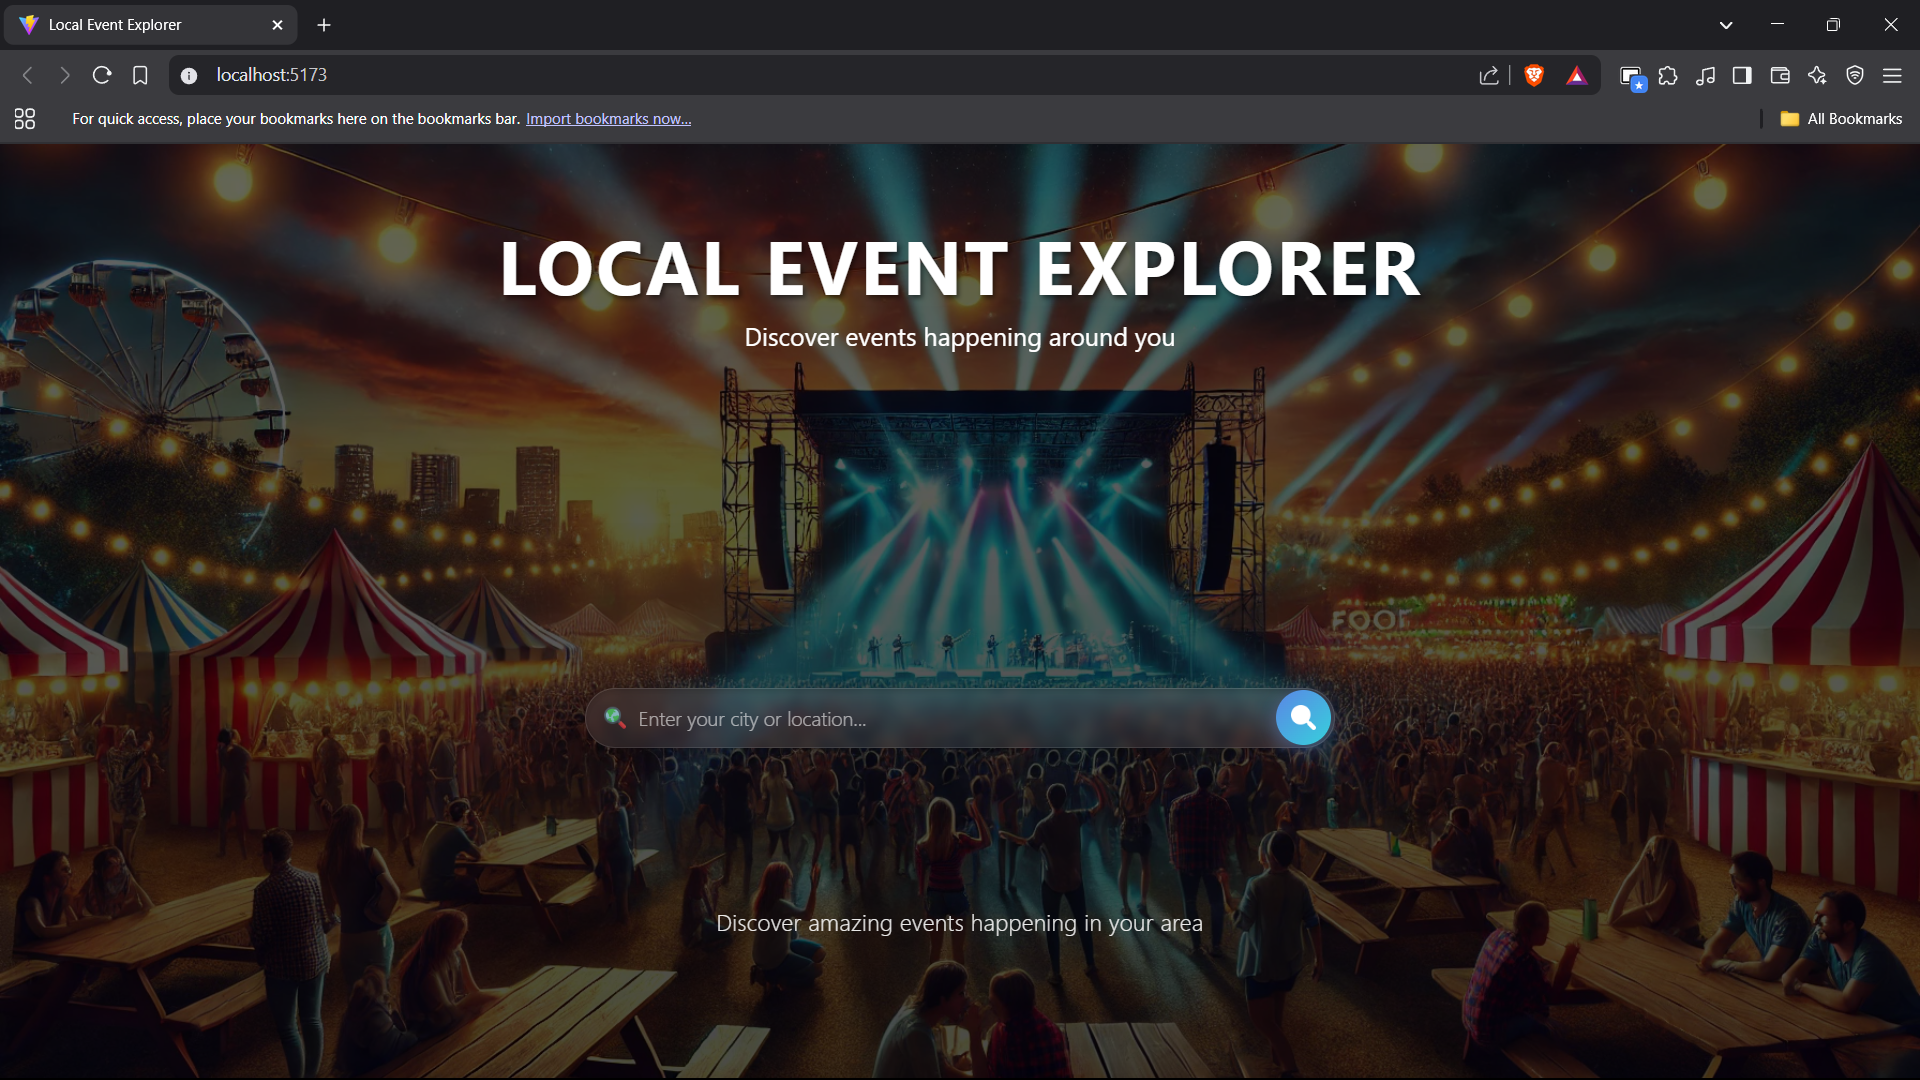 Local Event Explorer
localhost:5173
For quick access, place your bookmarks here on the bookmarks bar. Import bookmarks now...
All Bookmarks
LOCAL EVENT EXPLORER
Discover events happening around you
Enter your city or location...
Discover amazing events happening in your area